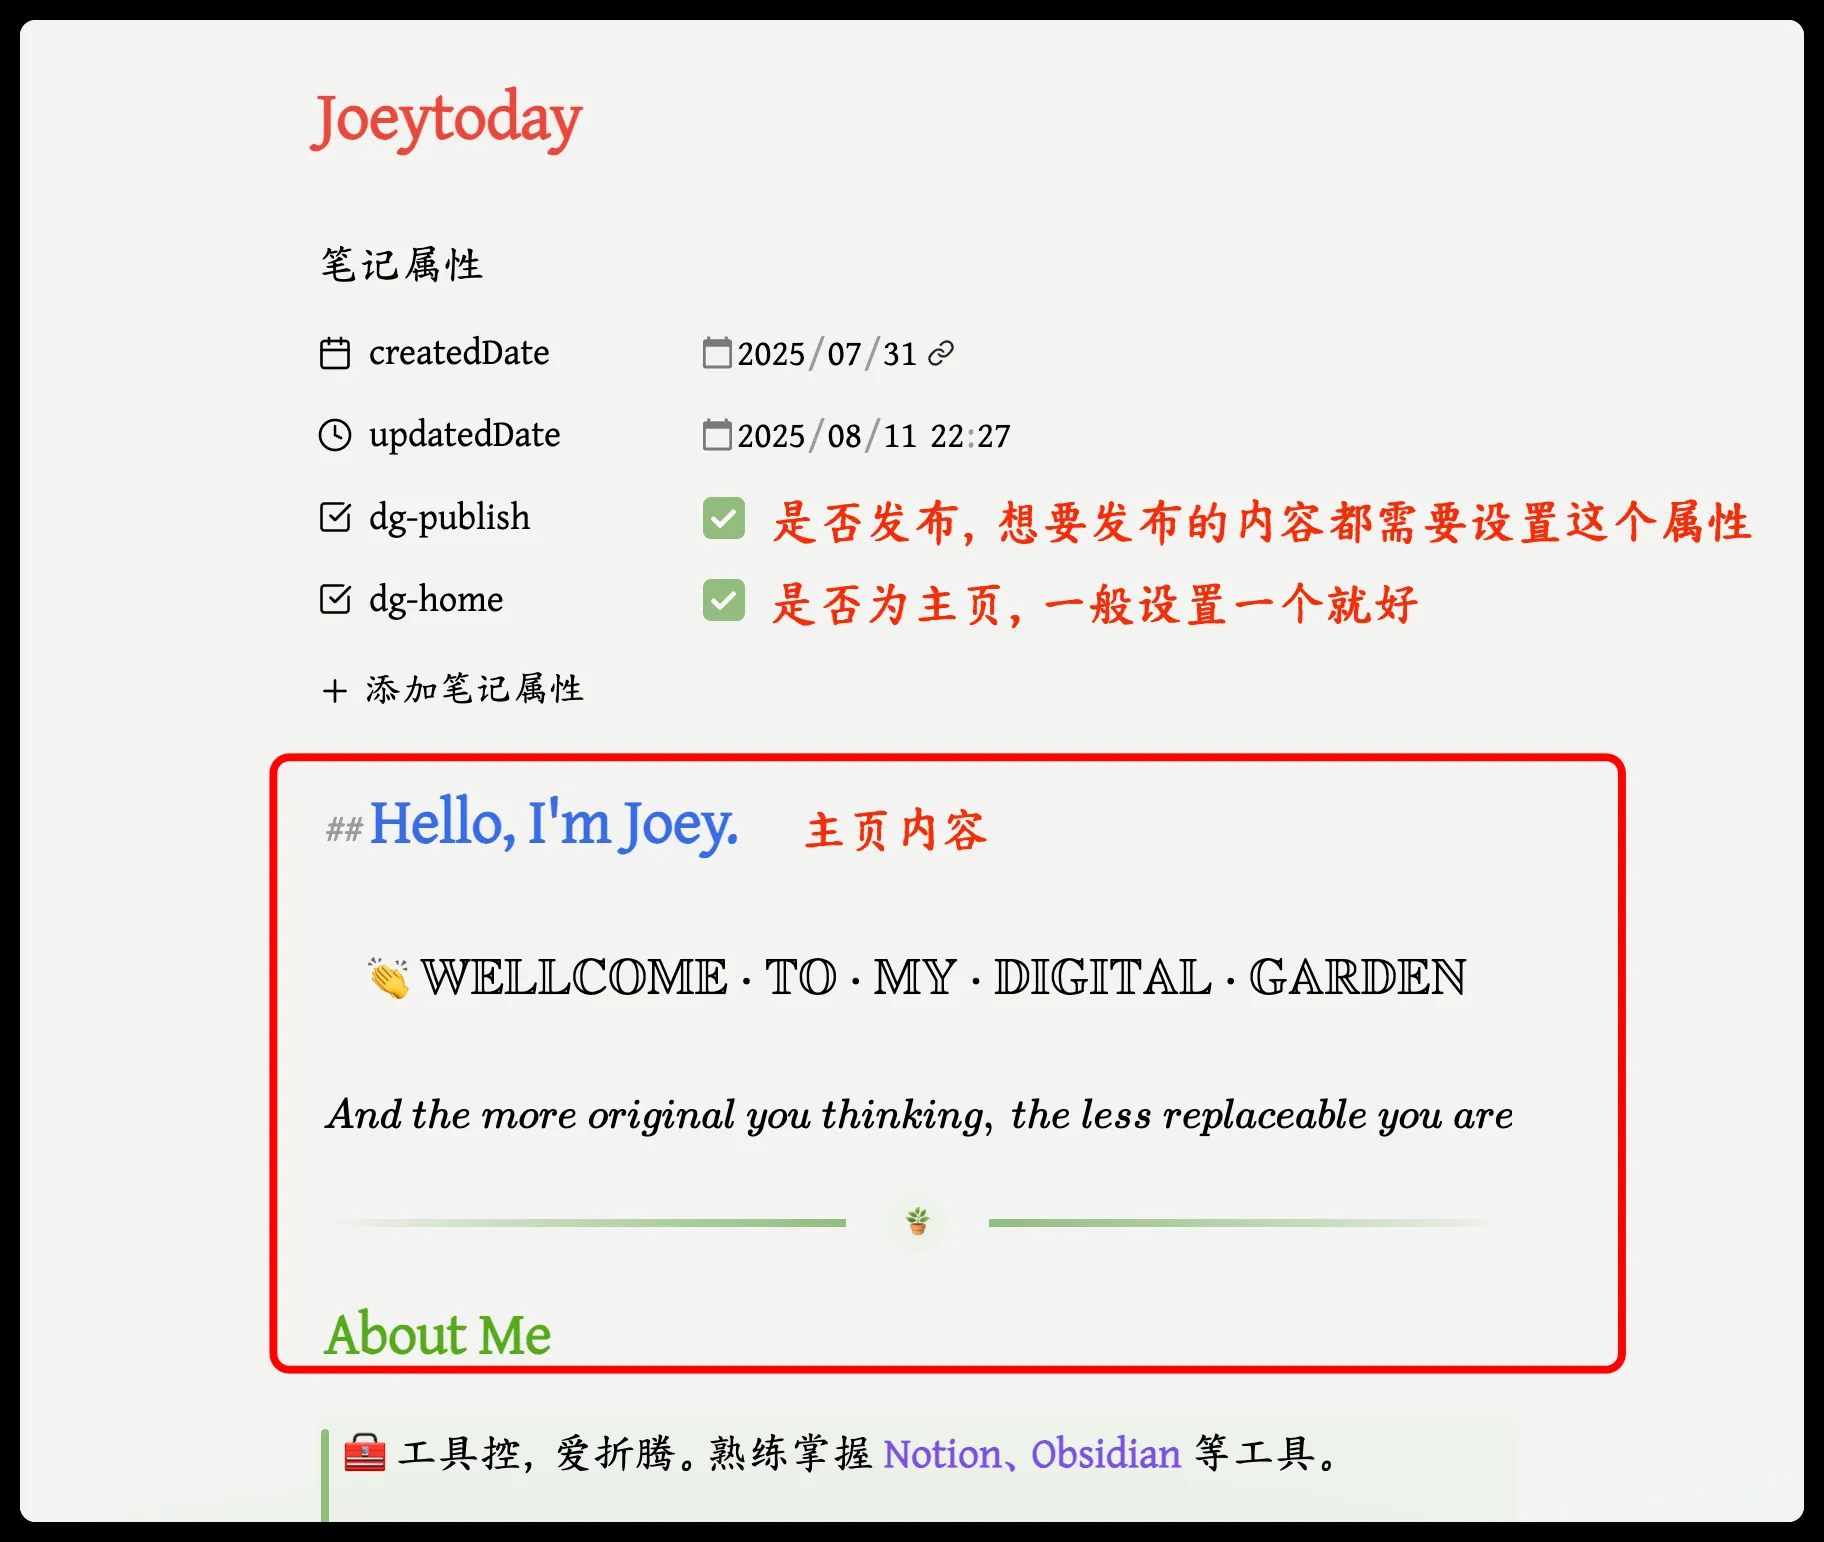 Joeytoday
笔记属性
createdDate 2025/07/31
updatedDate 2025/08/11 22:27
dg-publish 是否发布, 想要发布的内容都需要设置这个属性
dg-home 是否为主页, 一般设置一个就好
+ 添加笔记属性
## Hello, I'm Joey. 主页内容
👏 WELLCOME · TO · MY · DIGITAL · GARDEN
And the more original you thinking, the less replaceable you are
About Me
🧰 工具控, 爱折腾。熟练掌握 Notion、Obsidian 等工具。